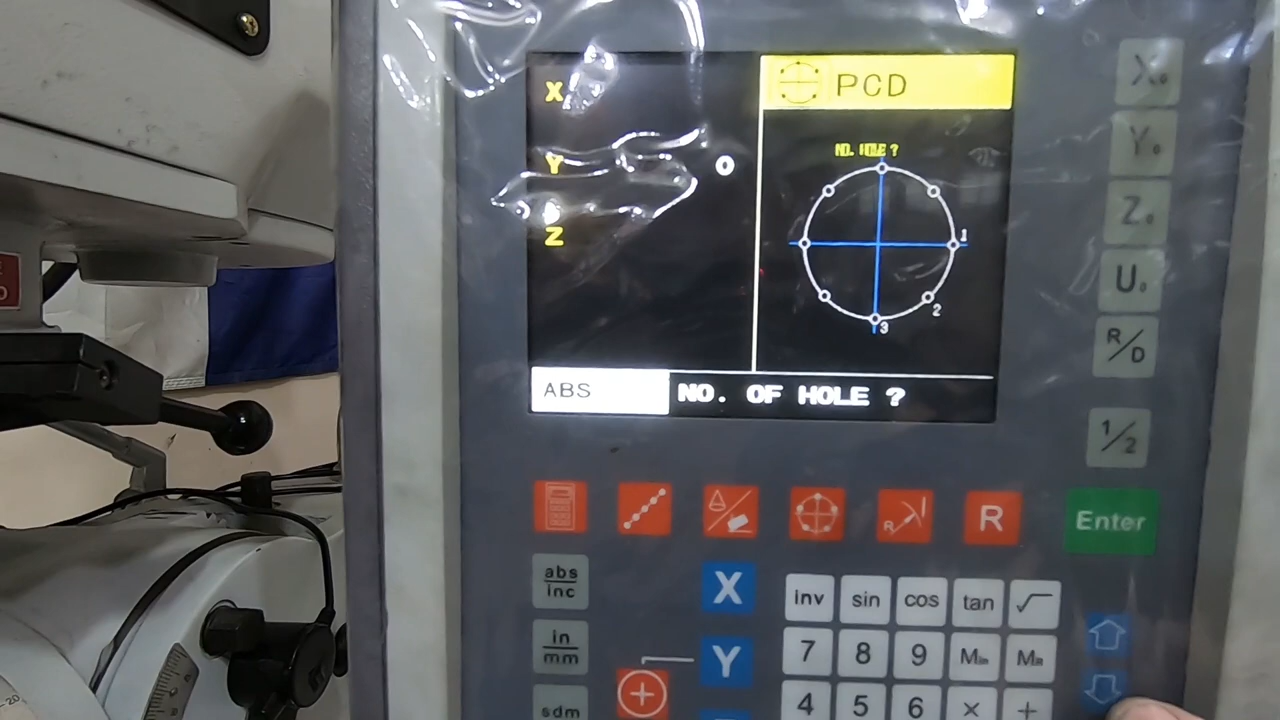 X
PCD
NO. HOLE ?
Y
0
Z
1
2
3
ABS
NO. OF HOLE ?
X₀
Y₀
Z₀
U₀
R/D
1/2
R
R
Enter
abs
inc
X
inv sin cos tan √
in
mm
Y
7 8 9
sdm
4 5 6 × +